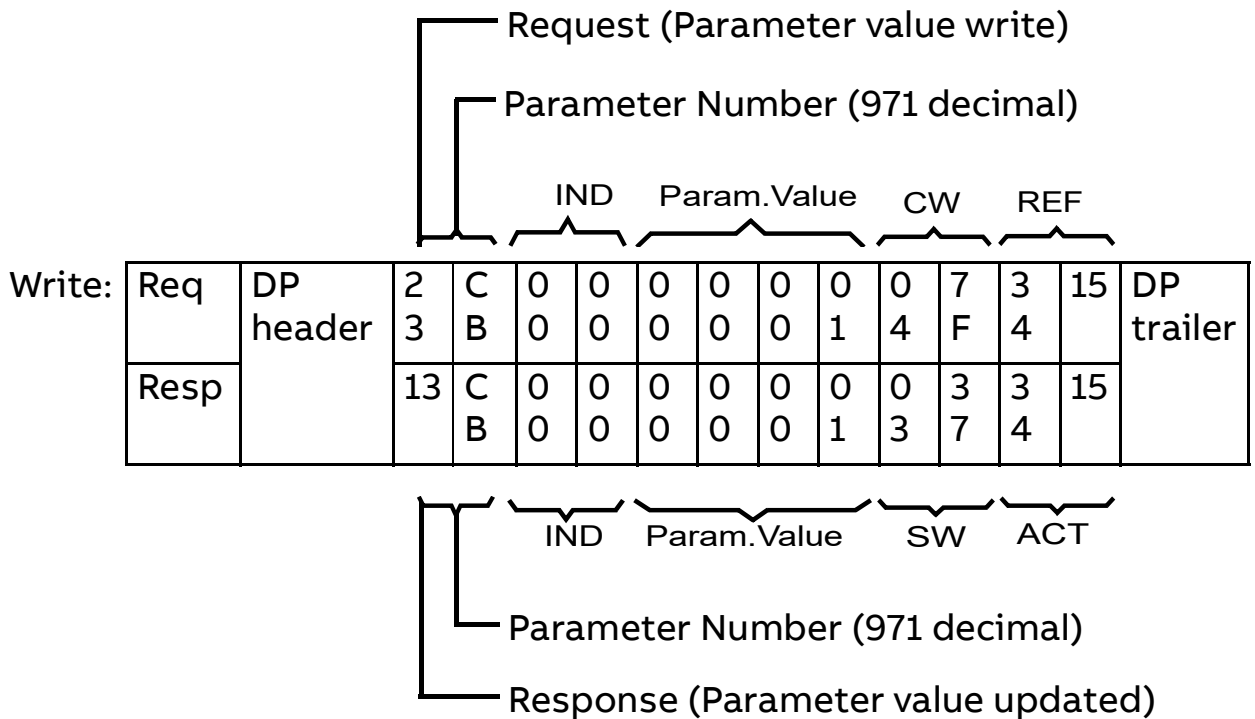 Request (Parameter value write)
Parameter Number (971 decimal)
IND Param.Value CW REF
Write: Req DP 2 C 0 0 0 0 0 0 0 7 3 15 DP
header 3 B 0 0 0 0 0 1 4 F 4 trailer
Resp 13 C 0 0 0 0 0 0 0 3 3 15
B 0 0 0 0 0 1 3 7 4
IND Param.Value SW ACT
Parameter Number (971 decimal)
Response (Parameter value updated)